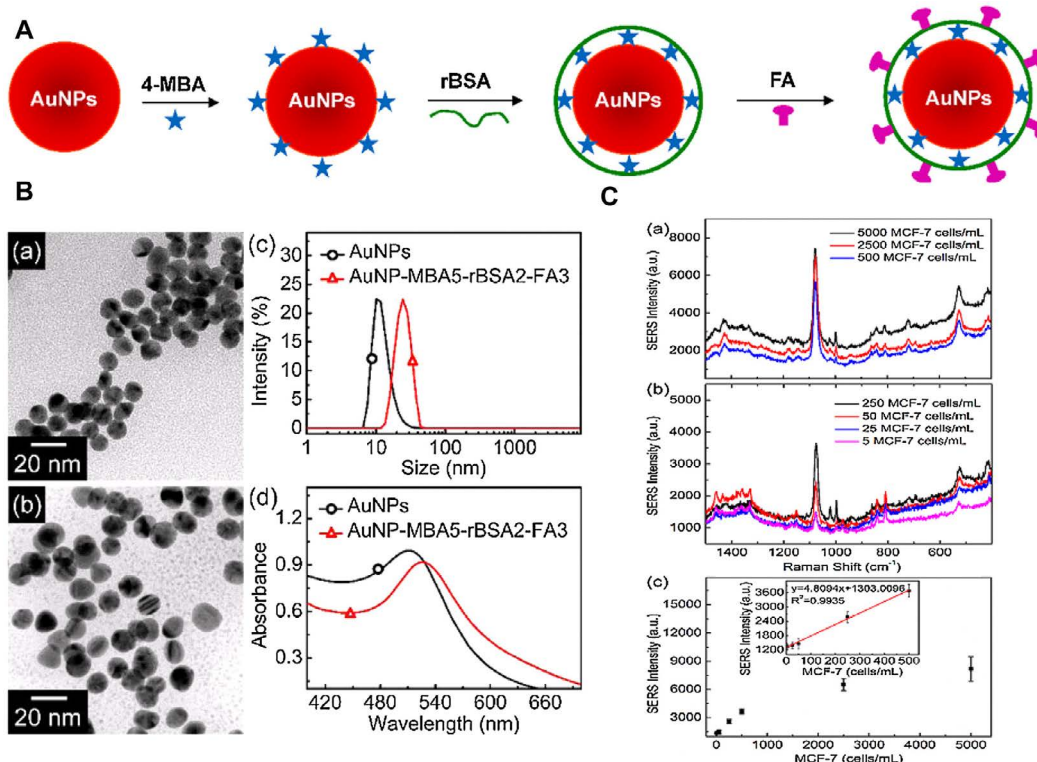 A
AuNPs
4-MBA
AuNPs
rBSA
AuNPs
FA
AuNPs
B
(a)
20 nm
(b)
20 nm
(c)
AuNPs
AuNP-MBA5-rBSA2-FA3
Intensity (%)
30
25
20
15
10
5
0
1 10 100 1000
Size (nm)
(d)
AuNPs
AuNP-MBA5-rBSA2-FA3
Absorbance
1.2
0.9
0.6
0.3
420 480 540 600 660
Wavelength (nm)
C
(a)
5000 MCF-7 cells/mL
2500 MCF-7 cells/mL
500 MCF-7 cells/mL
SERS Intensity (a.u.)
8000
6000
4000
2000
(b)
250 MCF-7 cells/mL
50 MCF-7 cells/mL
25 MCF-7 cells/mL
5 MCF-7 cells/mL
SERS Intensity (a.u.)
5000
4000
3000
2000
1000
1400 1200 1000 800 600
Raman Shift (cm⁻¹)
(c)
SERS Intensity (a.u.)
15000
12000
9000
6000
3000
y=4.8094x+1303.0096
R²=0.9935
SERS Intensity (a.u.)
3600
3000
2400
1800
1200
0 100 200 300 400 500
MCF-7 (cells/mL)
0 1000 2000 3000 4000 5000
MCF-7 (cells/mL)